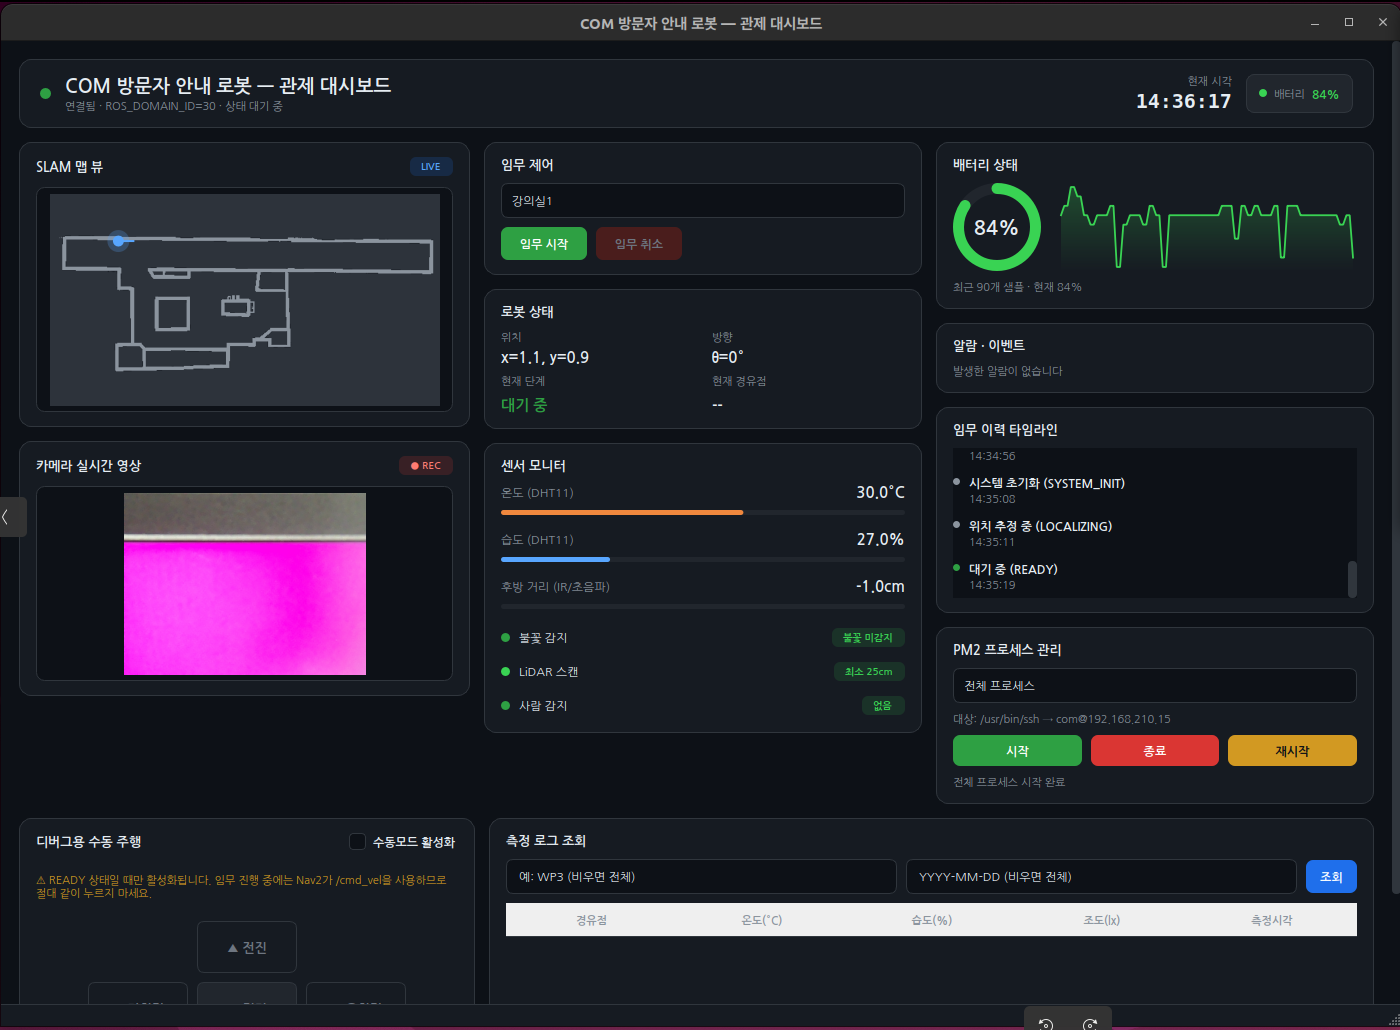 COM 방문자 안내 로봇 — 관제 대시보드
COM 방문자 안내 로봇 — 관제 대시보드
연결됨 · ROS_DOMAIN_ID=30 · 상태 대기 중
현재 시각
14:36:17
배터리 84%
SLAM 맵 뷰
LIVE
카메라 실시간 영상
REC
임무 제어
강의실1
임무 시작
임무 취소
로봇 상태
위치
방향
x=1.1, y=0.9
θ=0°
현재 단계
현재 경유점
대기 중
--
센서 모니터
온도 (DHT11)
30.0°C
습도 (DHT11)
27.0%
후방 거리 (IR/초음파)
-1.0cm
불꽃 감지
불꽃 미감지
LiDAR 스캔
최소 25cm
사람 감지
없음
배터리 상태
84%
최근 90개 샘플 · 현재 84%
알람 · 이벤트
발생한 알람이 없습니다
임무 이력 타임라인
14:34:56
시스템 초기화 (SYSTEM_INIT)
14:35:08
위치 추정 중 (LOCALIZING)
14:35:11
대기 중 (READY)
14:35:19
PM2 프로세스 관리
전체 프로세스
대상: /usr/bin/ssh → com@192.168.210.15
시작
종료
재시작
전체 프로세스 시작 완료
디버그용 수동 주행
수동모드 활성화
⚠ READY 상태일 때만 활성화됩니다. 임무 진행 중에는 Nav2가 /cmd_vel을 사용하므로
절대 같이 누르지 마세요.
▲ 전진
측정 로그 조회
예: WP3 (비우면 전체)
YYYY-MM-DD (비우면 전체)
조회
경유점
온도(°C)
습도(%)
조도(lx)
측정시각